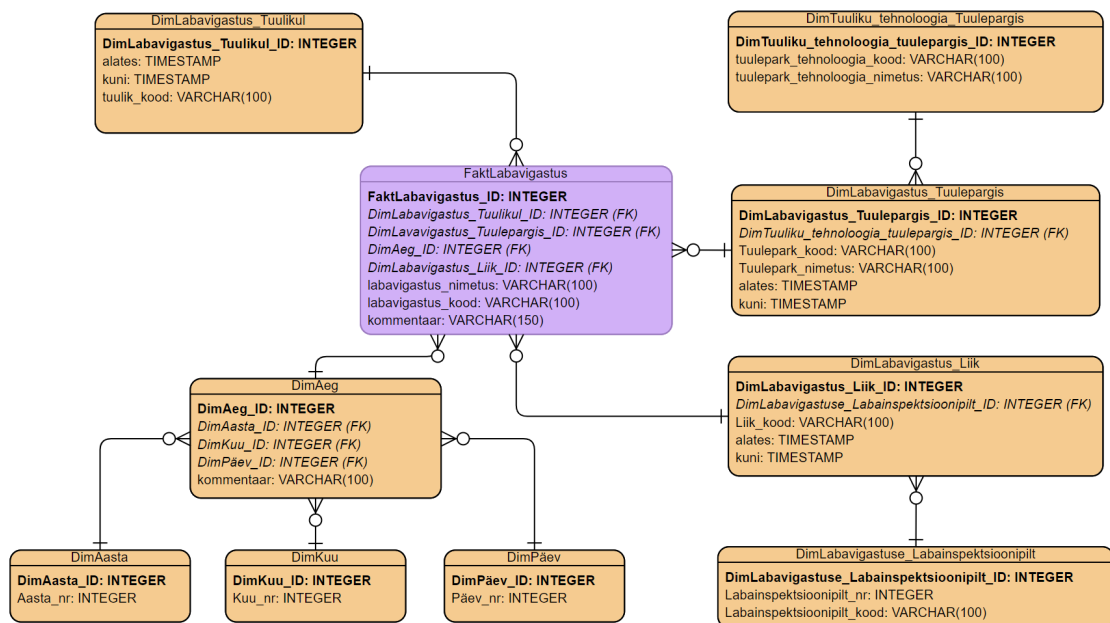 DimLabavigastus_Tuulikul
DimLabavigastus_Tuulikul_ID: INTEGER
alates: TIMESTAMP
kuni: TIMESTAMP
tuulik_kood: VARCHAR(100)
DimTuuliku_tehnoloogia_Tuulepargis
DimTuuliku_tehnoloogia_tuulepargis_ID: INTEGER
tuulepark_tehnoloogia_kood: VARCHAR(100)
tuulepark_tehnoloogia_nimetus: VARCHAR(100)
FaktLabavigastus
FaktLabavigastus_ID: INTEGER
DimLabavigastus_Tuulikul_ID: INTEGER (FK)
DimLavavigastus_Tuulepargis_ID: INTEGER (FK)
DimAeg_ID: INTEGER (FK)
DimLabavigastus_Liik_ID: INTEGER (FK)
labavigastus_nimetus: VARCHAR(100)
labavigastus_kood: VARCHAR(100)
kommentaar: VARCHAR(150)
DimLabavigastus_Tuulepargis
DimLabavigastus_Tuulepargis_ID: INTEGER
DimTuuliku_tehnoloogia_tuulepargis_ID: INTEGER (FK)
Tuulepark_kood: VARCHAR(100)
Tuulepark_nimetus: VARCHAR(100)
alates: TIMESTAMP
kuni: TIMESTAMP
DimAeg
DimAeg_ID: INTEGER
DimAasta_ID: INTEGER (FK)
DimKuu_ID: INTEGER (FK)
DimPäev_ID: INTEGER (FK)
kommentaar: VARCHAR(100)
DimLabavigastus_Liik
DimLabavigastus_Liik_ID: INTEGER
DimLabavigastuse_Labainspektsioonipilt_ID: INTEGER (FK)
Liik_kood: VARCHAR(100)
alates: TIMESTAMP
kuni: TIMESTAMP
DimAasta
DimAasta_ID: INTEGER
Aasta_nr: INTEGER
DimKuu
DimKuu_ID: INTEGER
Kuu_nr: INTEGER
DimPäev
DimPäev_ID: INTEGER
Päev_nr: INTEGER
DimLabavigastuse_Labainspektsioonipilt
DimLabavigastuse_Labainspektsioonipilt_ID: INTEGER
Labainspektsioonipilt_nr: INTEGER
Labainspektsioonipilt_kood: VARCHAR(100)